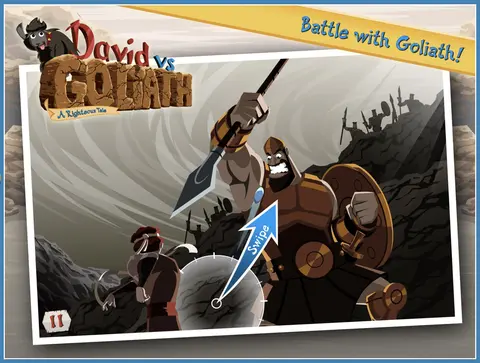 Battle with Goliath!
David vs
GOLIATH
A Righteous Tale
Swipe